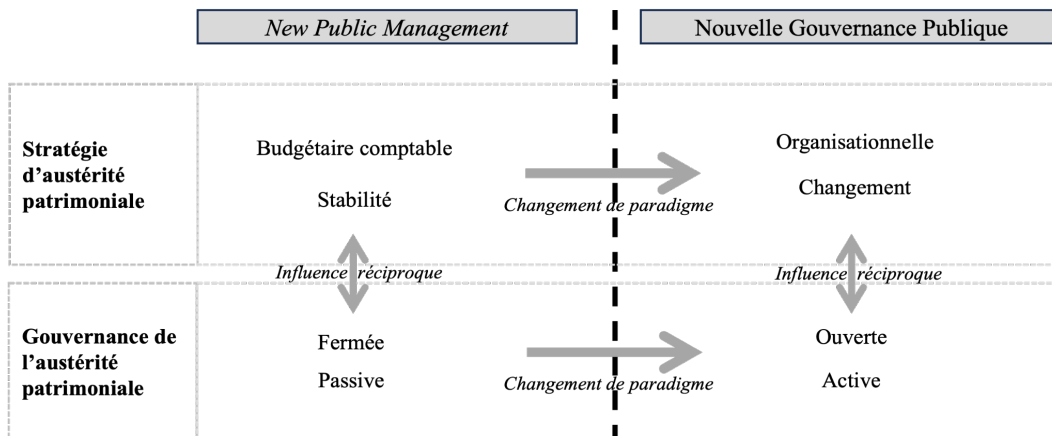 New Public Management
Nouvelle Gouvernance Publique
Stratégie
d'austérité
patrimoniale
Budgétaire comptable
Stabilité
Changement de paradigme
Organisationnelle
Changement
Influence réciproque
Influence réciproque
Gouvernance de
l'austérité
patrimoniale
Fermée
Passive
Changement de paradigme
Ouverte
Active